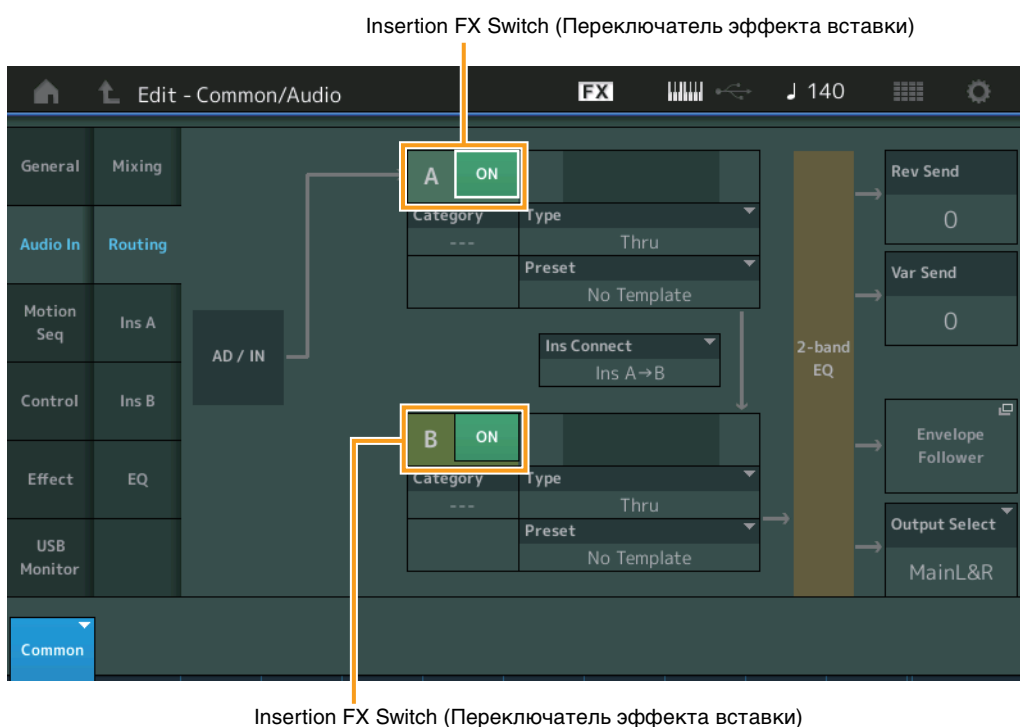 Insertion FX Switch (Переключатель эффекта вставки)
Edit - Common/Audio
FX
♩ 140
General
Mixing
Audio In
Routing
Motion
Seq
Ins A
Control
Ins B
Effect
EQ
USB
Monitor
Common
AD / IN
A
ON
Category
Type
---
Thru
Preset
No Template
Ins Connect
Ins A→B
B
ON
Category
Type
---
Thru
Preset
No Template
2-band
EQ
Rev Send
0
Var Send
0
Envelope
Follower
Output Select
MainL&R
Insertion FX Switch (Переключатель эффекта вставки)